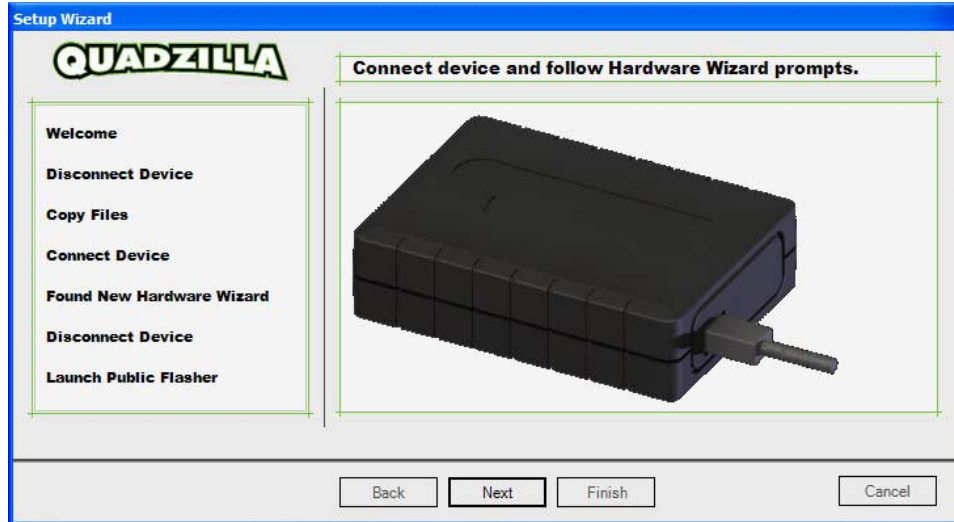 Setup Wizard
QUADZILLA
Connect device and follow Hardware Wizard prompts.
Welcome
Disconnect Device
Copy Files
Connect Device
Found New Hardware Wizard
Disconnect Device
Launch Public Flasher
Back
Next
Finish
Cancel